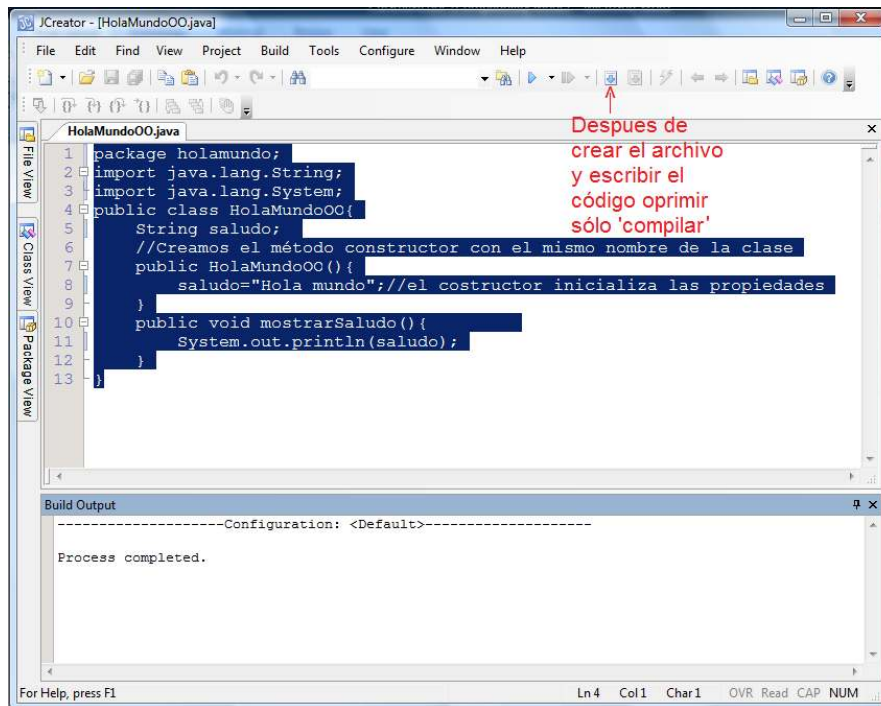 JCreator - [HolaMundoOO.java]
File Edit Find View Project Build Tools Configure Window Help
HolaMundoOO.java
File View
Class View
Package View
Despues de
crear el archivo
y escribir el
código oprimir
sólo 'compilar'
1 package holamundo;
2 import java.lang.String;
3 import java.lang.System;
4 public class HolaMundoOO{
5 String saludo;
6 //Creamos el método constructor con el mismo nombre de la clase
7 public HolaMundoOO(){
8 saludo="Hola mundo";//el costructor inicializa las propiedades
9 }
10 public void mostrarSaludo(){
11 System.out.println(saludo);
12 }
13 }
Build Output
--------------------Configuration: <Default>--------------------
Process completed.
For Help, press F1
Ln 4 Col 1 Char 1 OVR Read CAP NUM